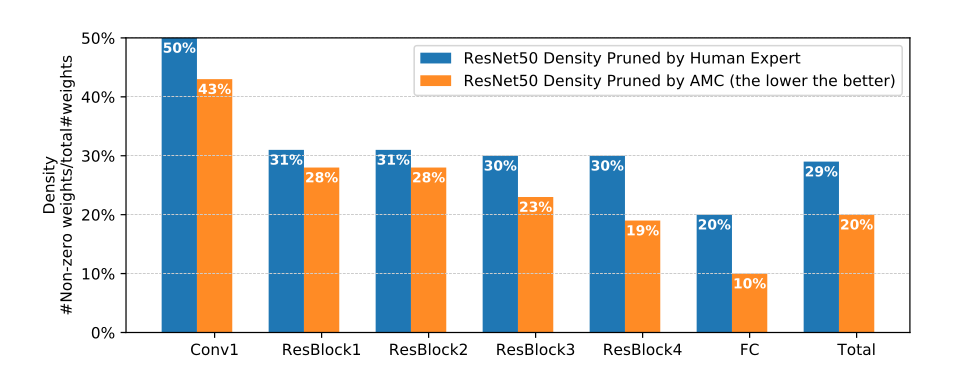 50%
40%
30%
20%
10%
0%
Density
#Non-zero weights/total#weights
ResNet50 Density Pruned by Human Expert
ResNet50 Density Pruned by AMC (the lower the better)
50%
43%
31%
28%
31%
28%
30%
23%
30%
19%
20%
10%
29%
20%
Conv1
ResBlock1
ResBlock2
ResBlock3
ResBlock4
FC
Total